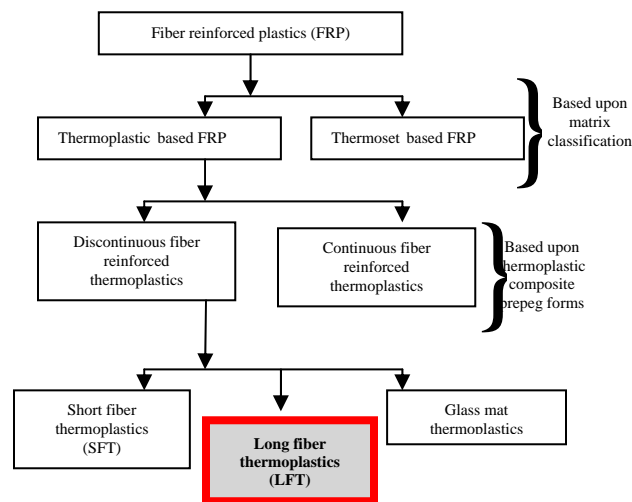 Fiber reinforced plastics (FRP)
Thermoplastic based FRP
Thermoset based FRP
Based upon
matrix
classification
Discontinuous fiber
reinforced
thermoplastics
Continuous fiber
reinforced
thermoplastics
Based upon
thermoplastic
composite
prepeg forms
Short fiber
thermoplastics
(SFT)
Long fiber
thermoplastics
(LFT)
Glass mat
thermoplastics